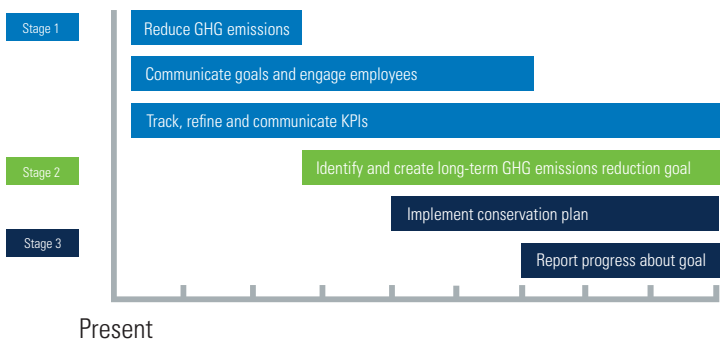 Stage 1
Reduce GHG emissions
Communicate goals and engage employees
Track, refine and communicate KPIs
Stage 2
Identify and create long-term GHG emissions reduction goal
Implement conservation plan
Stage 3
Report progress about goal
Present